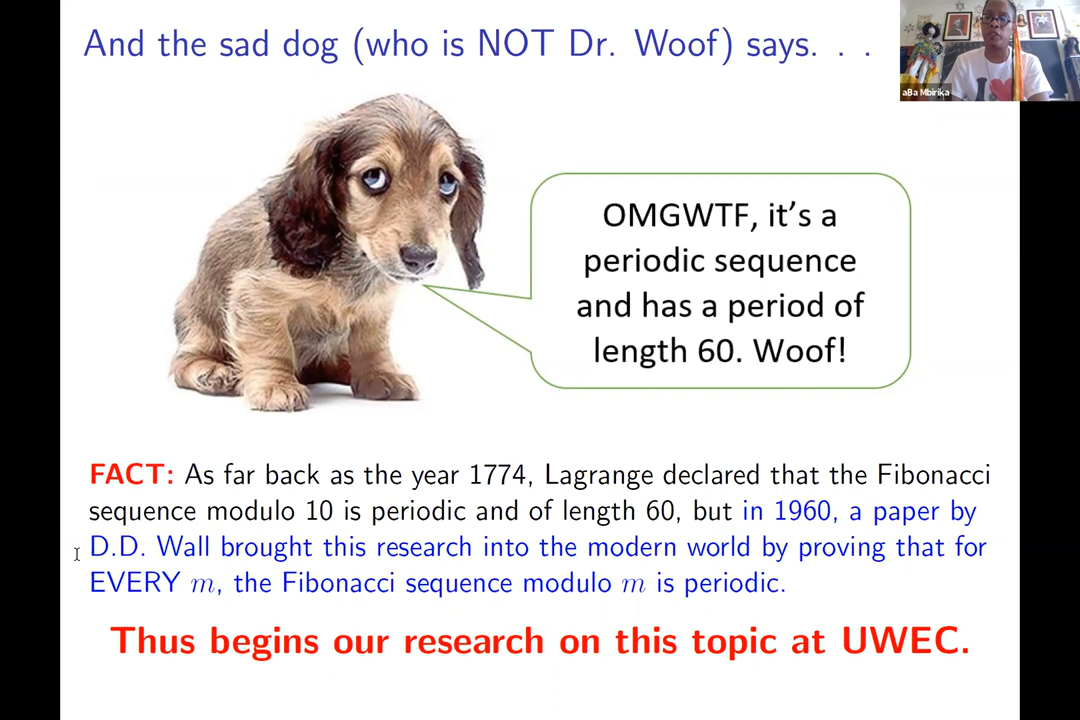 And the sad dog (who is NOT Dr. Woof) says. . .
aBa Mbirika
OMGWTF, it's a
periodic sequence
and has a period of
length 60. Woof!
FACT: As far back as the year 1774, Lagrange declared that the Fibonacci
sequence modulo 10 is periodic and of length 60, but in 1960, a paper by
D.D. Wall brought this research into the modern world by proving that for
EVERY m, the Fibonacci sequence modulo m is periodic.
Thus begins our research on this topic at UWEC.